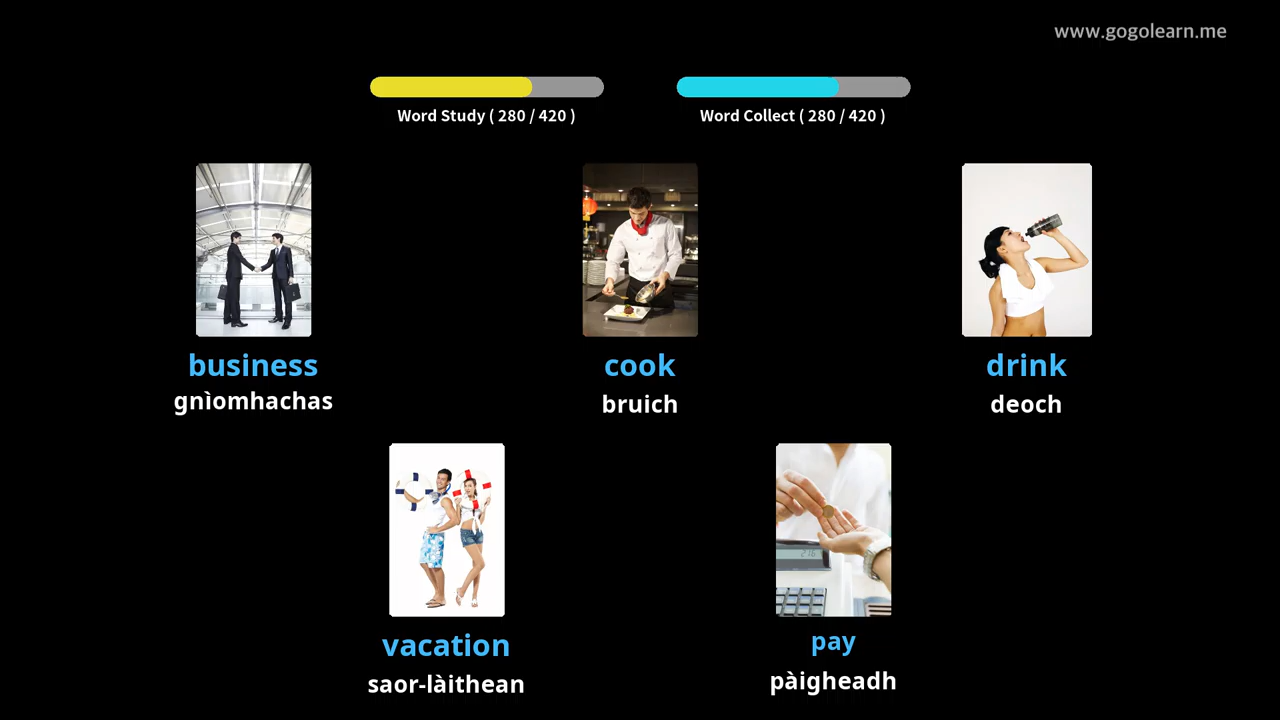 www.gogolearn.me
Word Study ( 280 / 420 )
Word Collect ( 280 / 420 )
business
gnìomhachas
cook
bruich
drink
deoch
vacation
saor-làithean
pay
pàigheadh